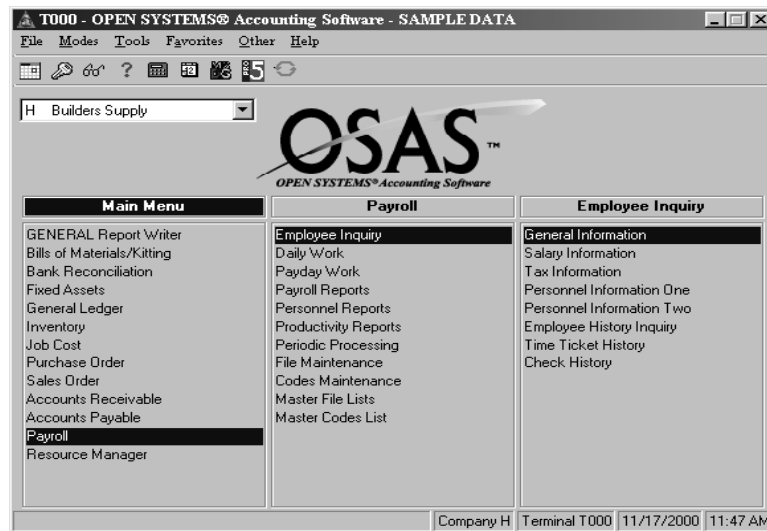 T000 - OPEN SYSTEMS® Accounting Software - SAMPLE DATA
File Modes Tools Favorites Other Help
5
H Builders Supply
OSAS™
OPEN SYSTEMS® Accounting Software
Main Menu
GENERAL Report Writer
Bills of Materials/Kitting
Bank Reconciliation
Fixed Assets
General Ledger
Inventory
Job Cost
Purchase Order
Sales Order
Accounts Receivable
Accounts Payable
Payroll
Resource Manager
Payroll
Employee Inquiry
Daily Work
Payday Work
Payroll Reports
Personnel Reports
Productivity Reports
Periodic Processing
File Maintenance
Codes Maintenance
Master File Lists
Master Codes List
Employee Inquiry
General Information
Salary Information
Tax Information
Personnel Information One
Personnel Information Two
Employee History Inquiry
Time Ticket History
Check History
Company H Terminal T000 11/17/2000 11:47 AM